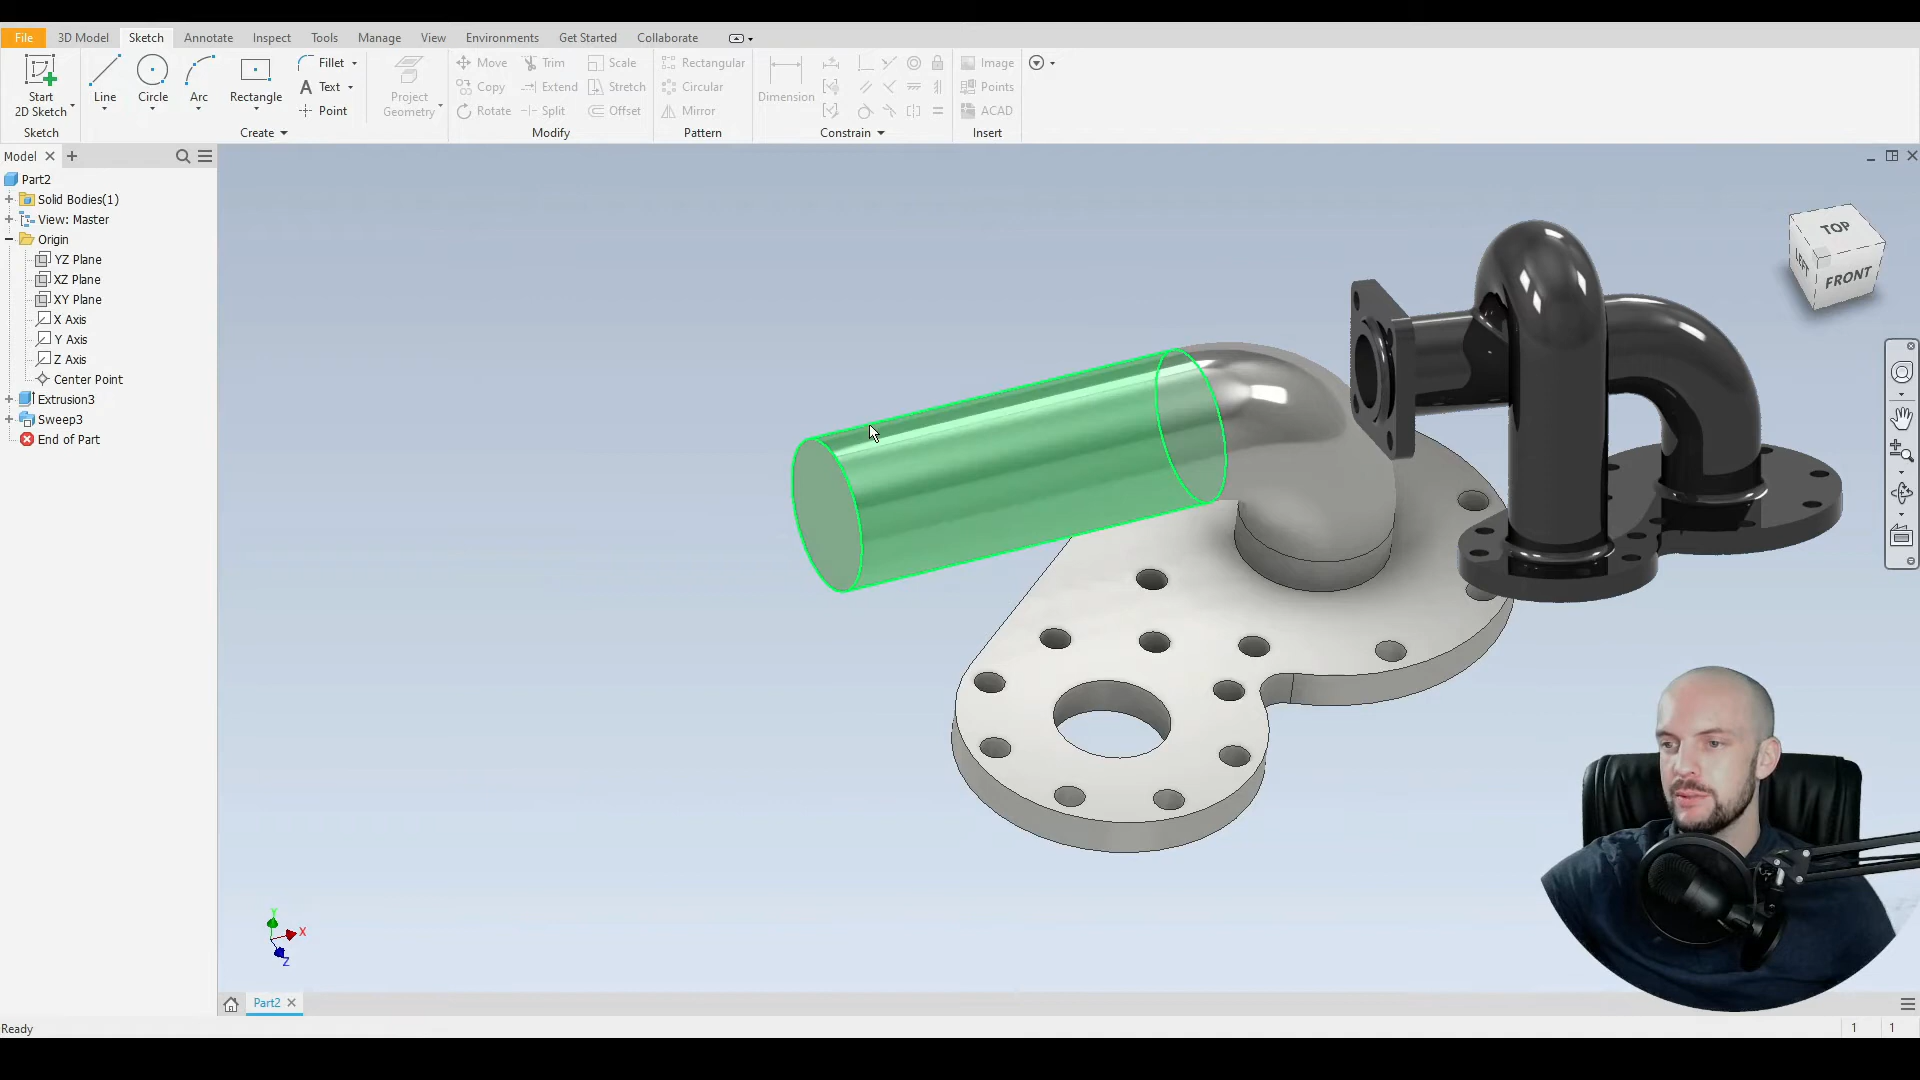 File 3D Model Sketch Annotate Inspect Tools Manage View Environments Get Started Collaborate
Start
2D Sketch
Line
Circle
Arc
Rectangle
Fillet
Text
Point
Project
Geometry
Move
Copy
Rotate
Trim
Extend
Split
Scale
Stretch
Offset
Rectangular
Circular
Mirror
Dimension
Image
Points
ACAD
Sketch
Create
Modify
Pattern
Constrain
Insert
Model
Part2
Solid Bodies(1)
View: Master
Origin
YZ Plane
XZ Plane
XY Plane
X Axis
Y Axis
Z Axis
Center Point
Extrusion3
Sweep3
End of Part
TOP
LEFT
FRONT
Y
X
Z
Part2
Ready
1 1